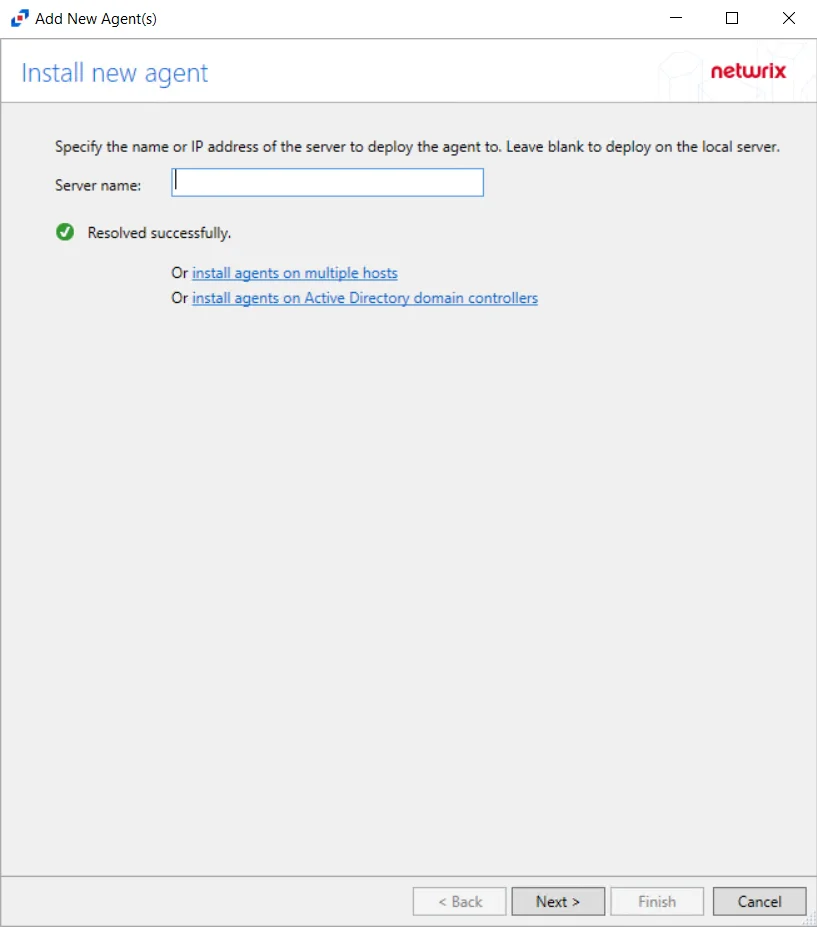 Add New Agent(s)
Install new agent
netwrix
Specify the name or IP address of the server to deploy the agent to. Leave blank to deploy on the local server.
Server name:
Resolved successfully.
Or install agents on multiple hosts
Or install agents on Active Directory domain controllers
< Back Next > Finish Cancel